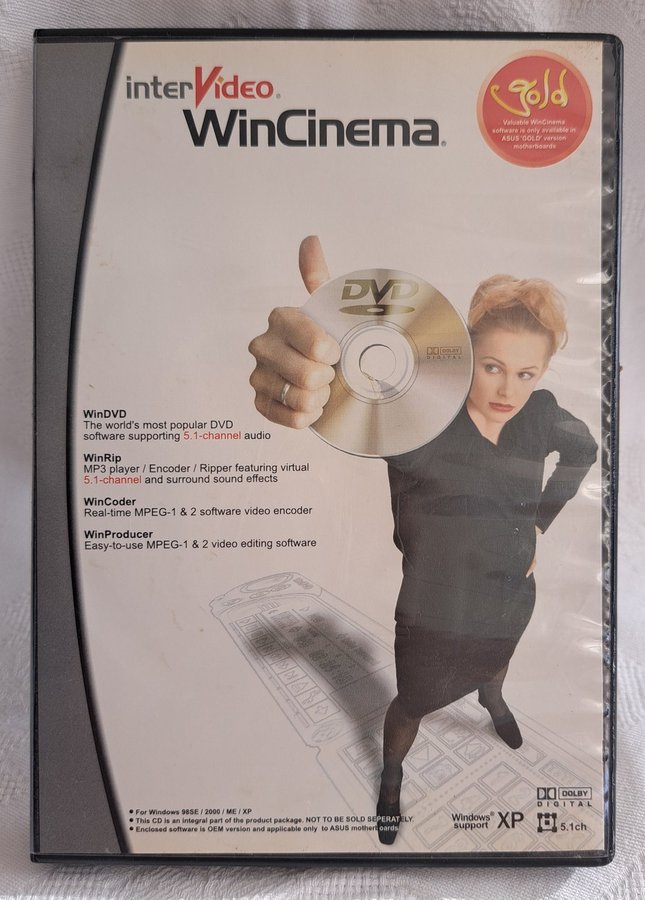 interVideo®
WinCinema®
gold
Valuable WinCinema
software is only available in
ASUS 'GOLD' version
motherboards
DVD
DOLBY
DIGITAL
WinDVD
The world's most popular DVD
software supporting 5.1-channel audio
WinRip
MP3 player / Encoder / Ripper featuring virtual
5.1-channel and surround sound effects
WinCoder
Real-time MPEG-1 & 2 software video encoder
WinProducer
Easy-to-use MPEG-1 & 2 video editing software
• For Windows 98SE / 2000 / ME / XP
• This CD is an integral part of the product package. NOT TO BE SOLD SEPERATELY.
• Enclosed software is OEM version and applicable only to ASUS motherboards
Windows® support XP
DOLBY
DIGITAL
5.1ch